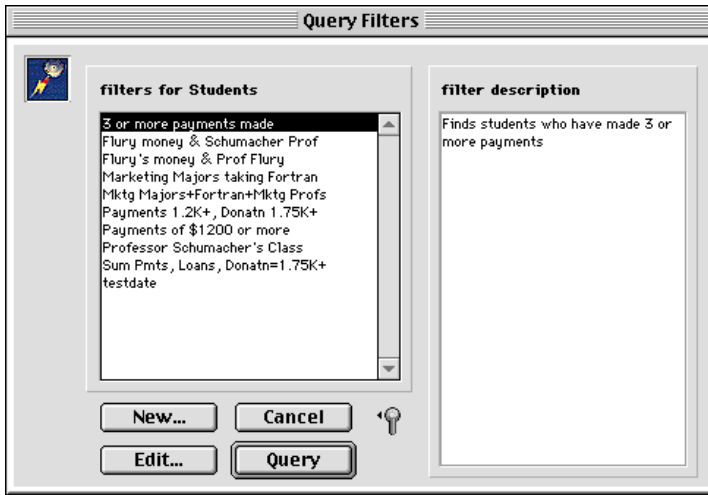 Query Filters
filters for Students
3 or more payments made
Flury money & Schumacher Prof
Flury's money & Prof Flury
Marketing Majors taking Fortran
Mktg Majors+Fortran+Mktg Profs
Payments 1.2K+, Donatn 1.75K+
Payments of $1200 or more
Professor Schumacher's Class
Sum Pmts, Loans, Donatn=1.75K+
testdate
New...
Cancel
Edit...
Query
filter description
Finds students who have made 3 or
more payments